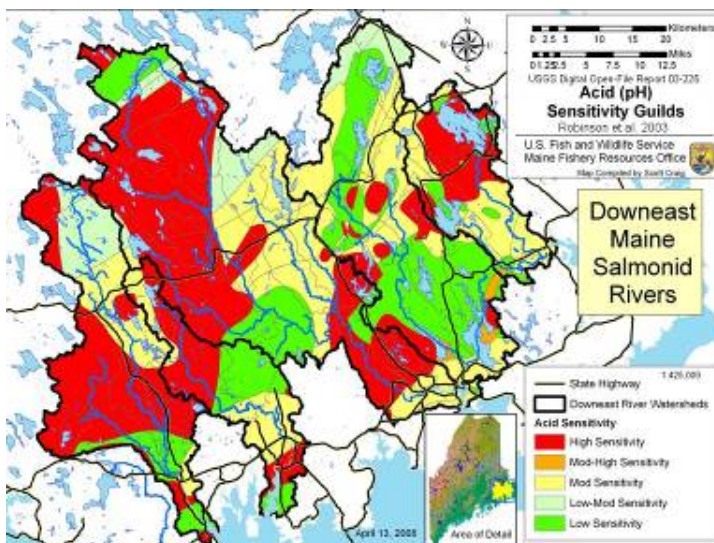 N
W
E
S
Kilometers
0 2.5 5 10 15 20
Miles
0 1.25 2.5 5 7.5 10 12.5
USGS Digital Open-File Report 03-225
Acid (pH)
Sensitivity Guilds
Robinson et al. 2003
U.S. Fish and Wildlife Service
Maine Fishery Resources Office
Map Compiled by Scott Craig
Downeast
Maine
Salmonid
Rivers
State Highway
Downeast River Watersheds
Acid Sensitivity
High Sensitivity
Mod-High Sensitivity
Mod Sensitivity
Low-Mod Sensitivity
Low Sensitivity
Area of Detail